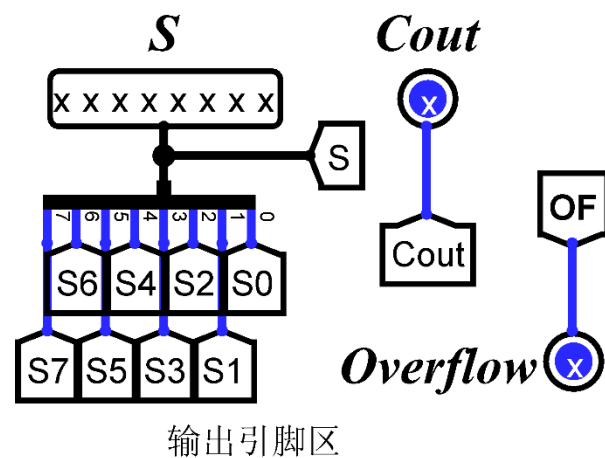 S
Cout
x x x x x x x x
x
S
7 6 5 4 3 2 1 0
OF
Cout
S6 S4 S2 S0
S7 S5 S3 S1
Overflow
x
输出引脚区